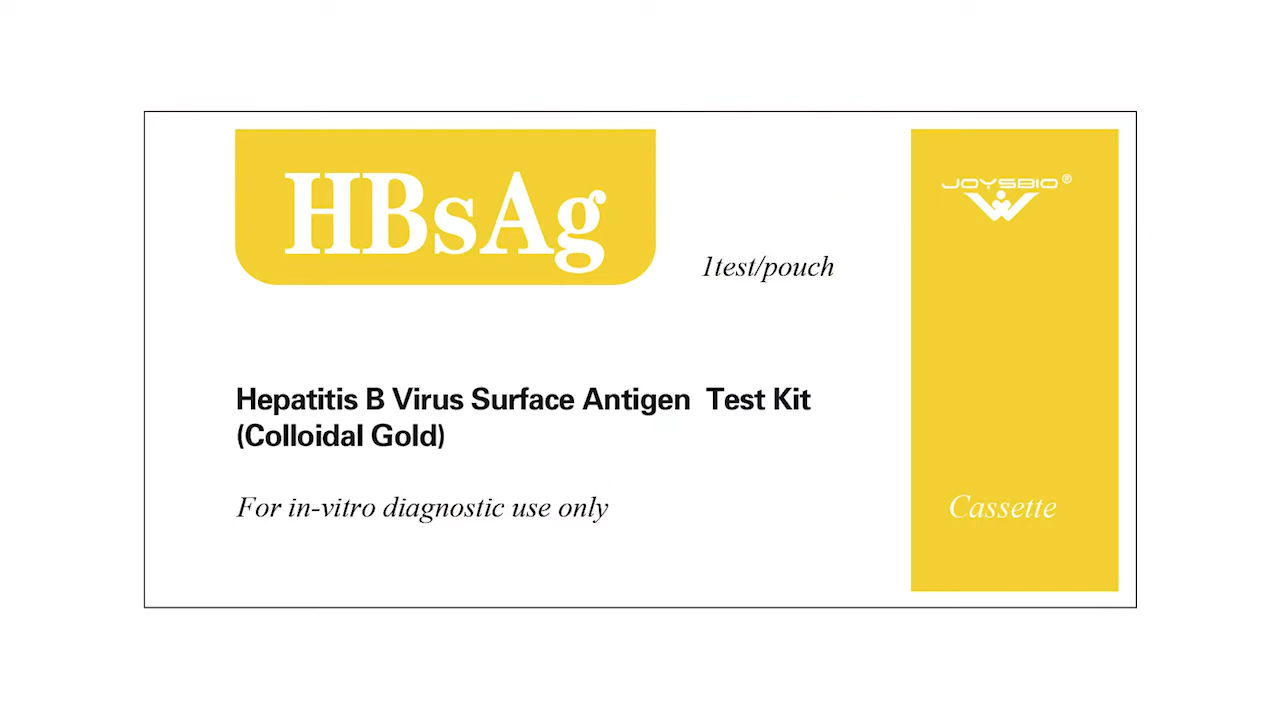 HBsAg
1test/pouch
Hepatitis B Virus Surface Antigen Test Kit
(Colloidal Gold)
For in-vitro diagnostic use only
JOYSBIO®
Cassette